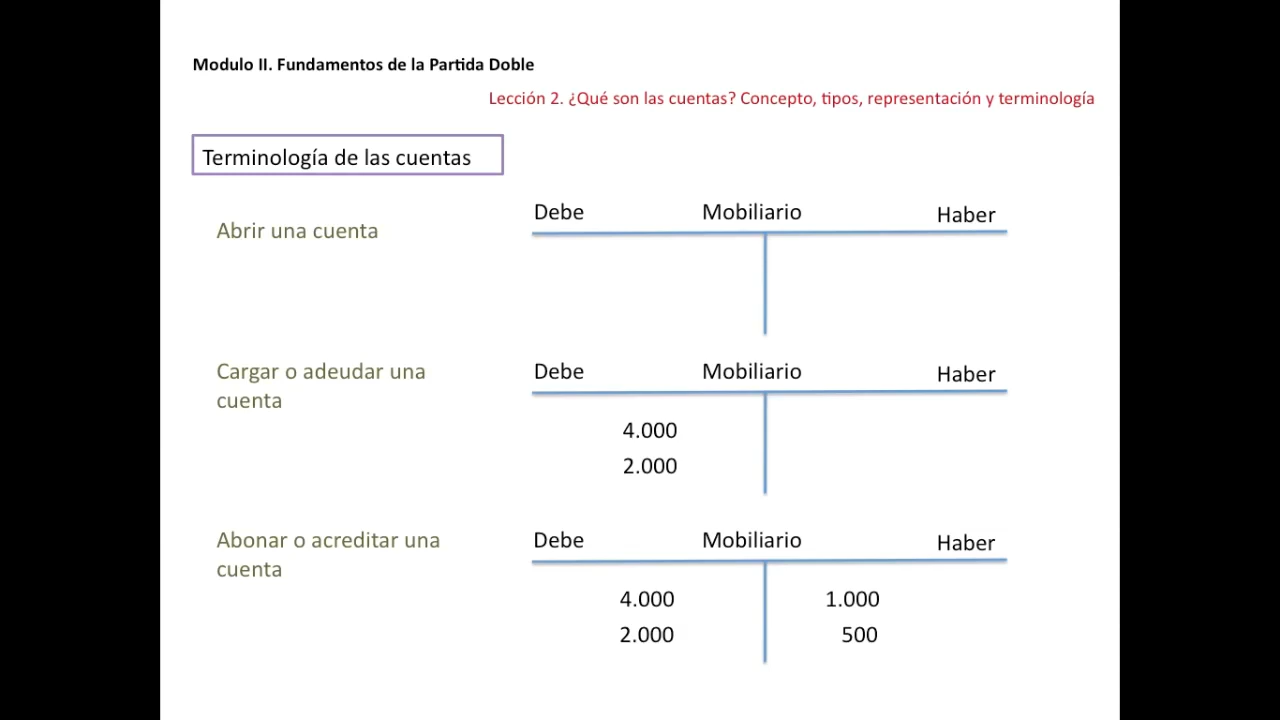 Modulo II. Fundamentos de la Partida Doble
Lección 2. ¿Qué son las cuentas? Concepto, tipos, representación y terminología
Terminología de las cuentas
Abrir una cuenta
Debe Mobiliario Haber
Cargar o adeudar una
cuenta
Debe Mobiliario Haber
4.000
2.000
Abonar o acreditar una
cuenta
Debe Mobiliario Haber
4.000 1.000
2.000 500